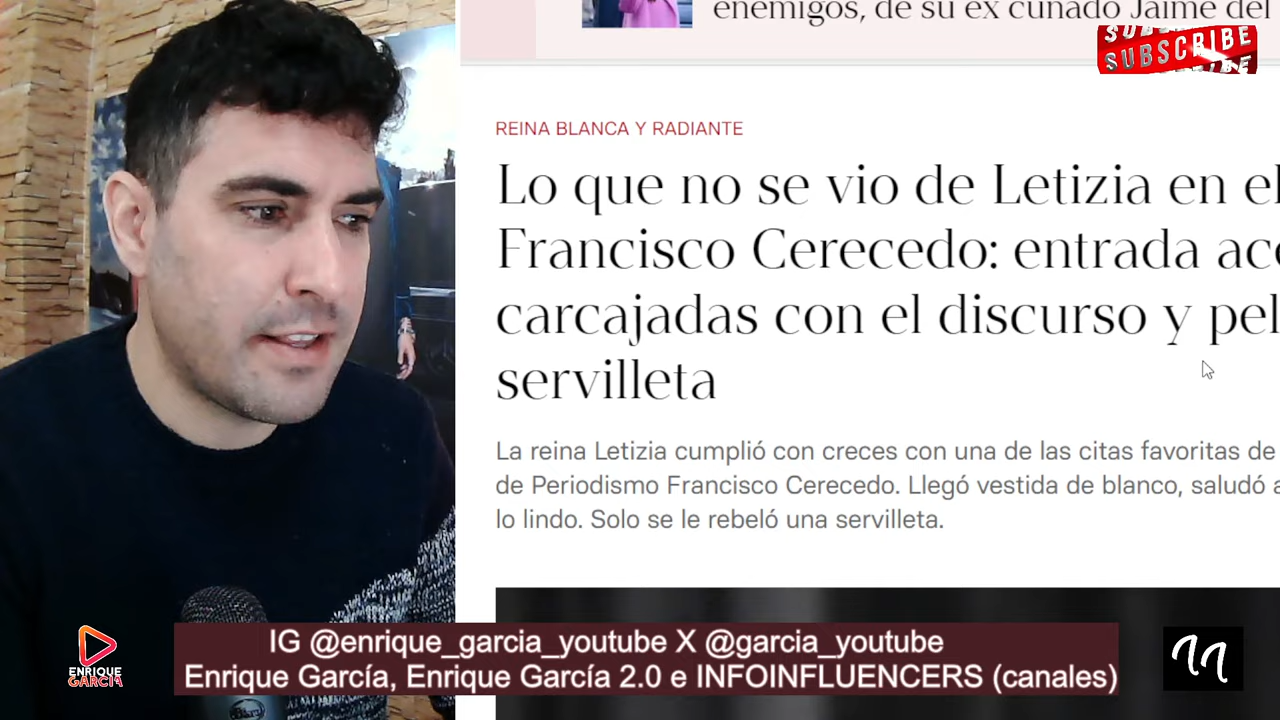 enemigos, de su ex cuñado Jaime del
SUBSCRIBE
REINA BLANCA Y RADIANTE
Lo que no se vio de Letizia en el
Francisco Cerecedo: entrada
carcajadas con el discurso y
servilleta
La reina Letizia cumplió con creces con una de las citas favoritas de
de Periodismo Francisco Cerecedo. Llegó vestida de blanco, saludó
lo lindo. Solo se le rebeló una servilleta.
IG @enrique_garcia_youtube X @garcia_youtube
Enrique García, Enrique García 2.0 e INFOINFLUENCERS (canales)
ENRIQUE
GARCÍA